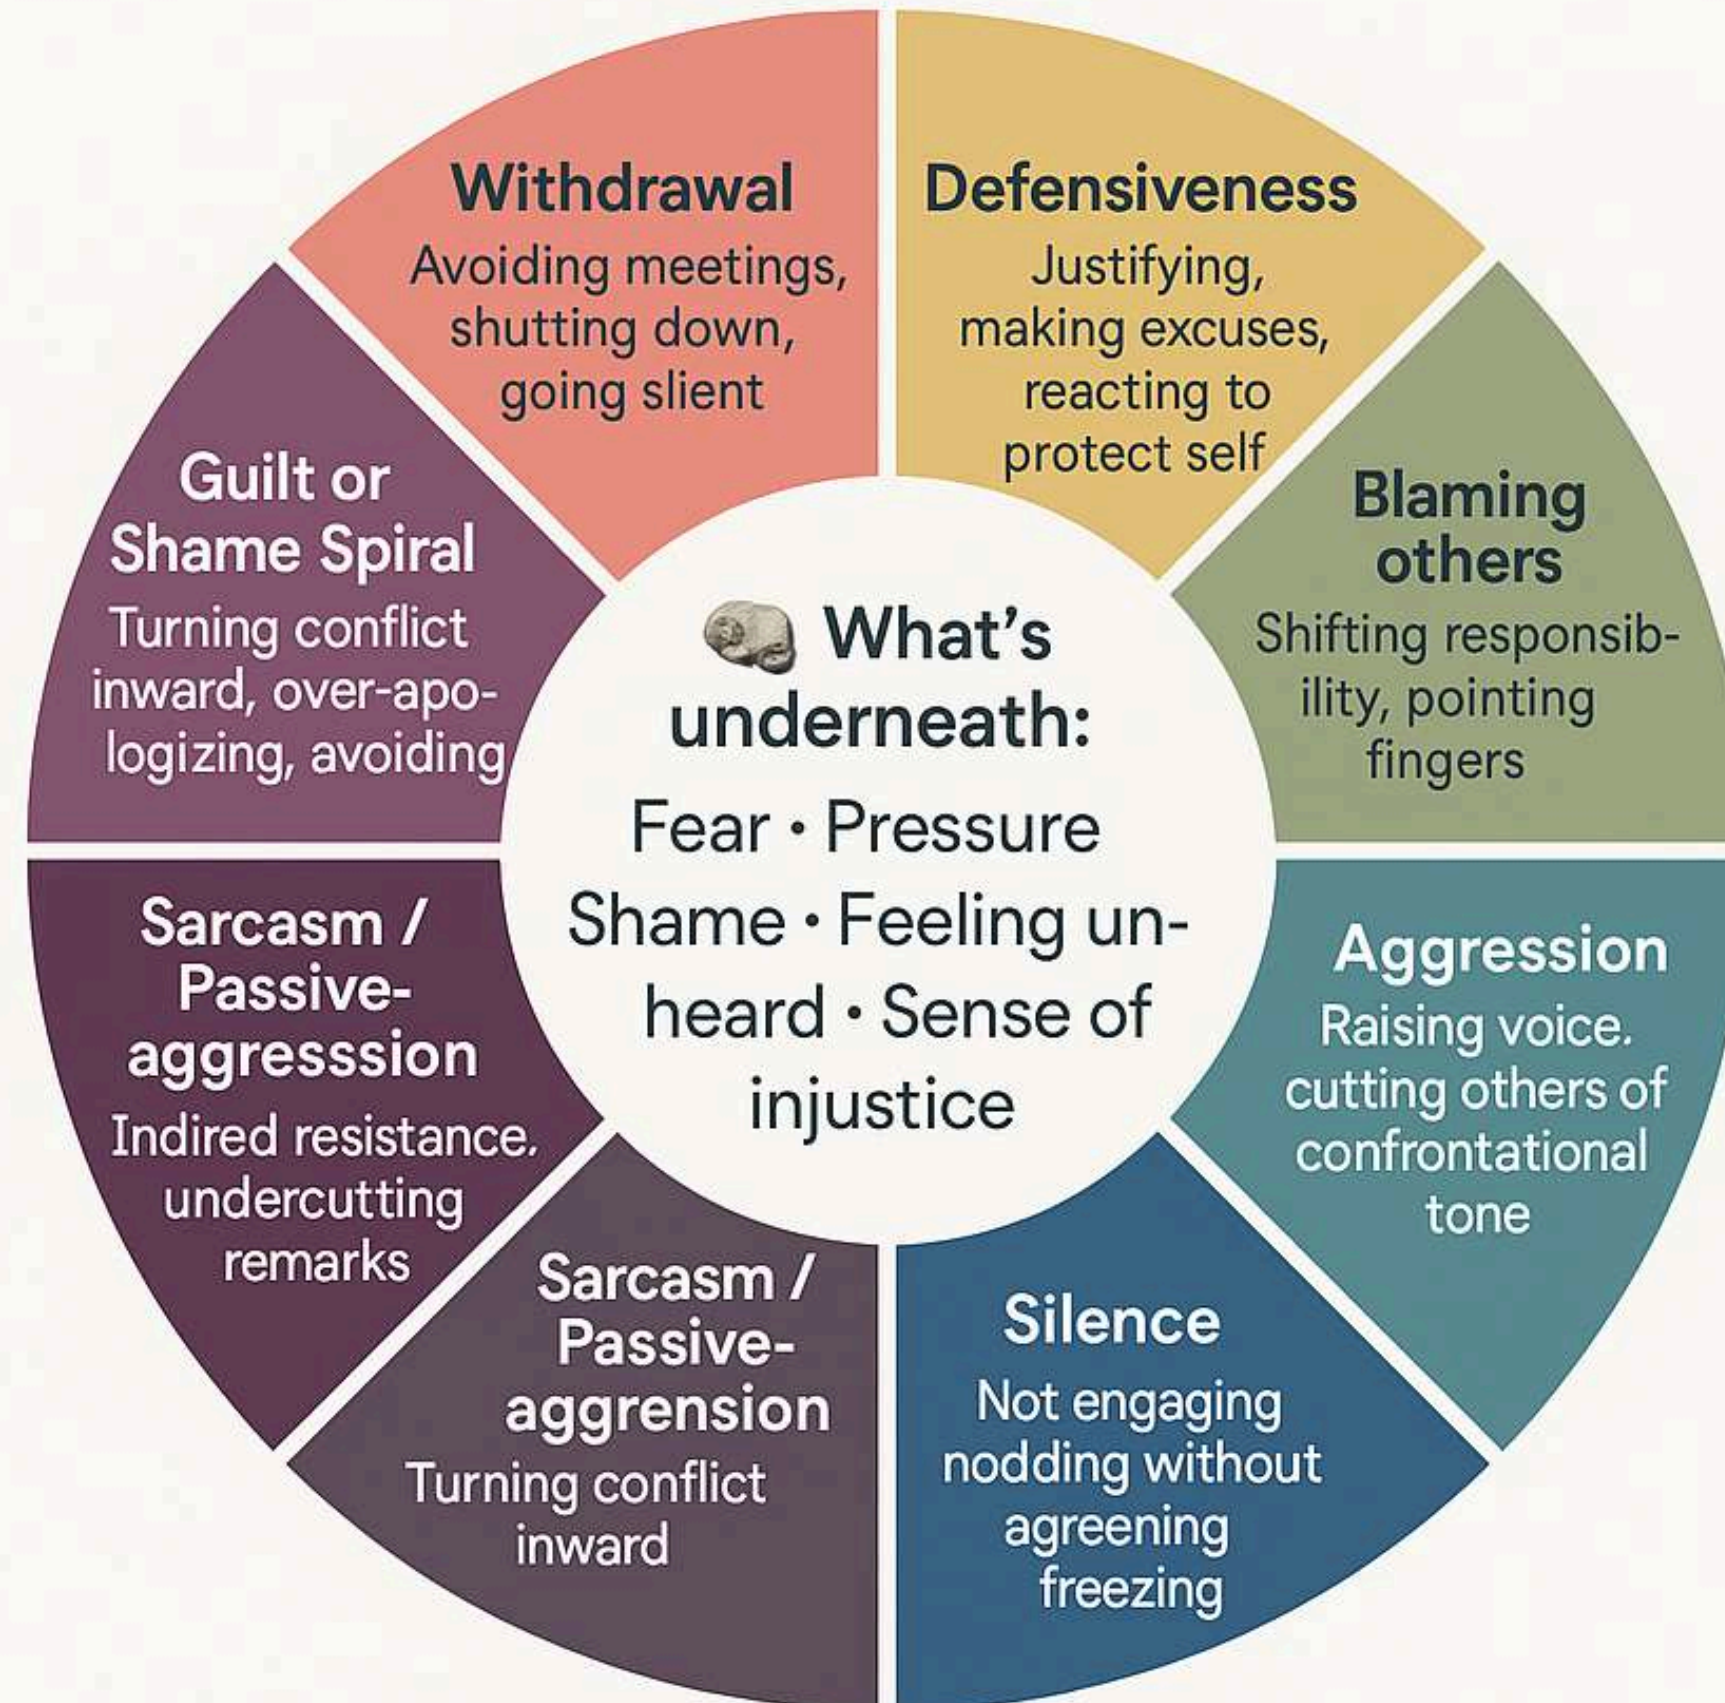 Withdrawal
Avoiding meetings,
shutting down,
going slient
Defensiveness
Justifying,
making excuses,
reacting to
protect self
Blaming
others
Shifting responsib-
ility, pointing
fingers
Aggression
Raising voice.
cutting others of
confrontational
tone
Silence
Not engaging
nodding without
agreening
freezing
Sarcasm /
Passive-
aggrension
Turning conflict
inward
Sarcasm /
Passive-
aggresssion
Indired resistance.
undercutting
remarks
Guilt or
Shame Spiral
Turning conflict
inward, over-apo-
logizing, avoiding
What's
underneath:
Fear · Pressure
Shame · Feeling un-
heard · Sense of
injustice